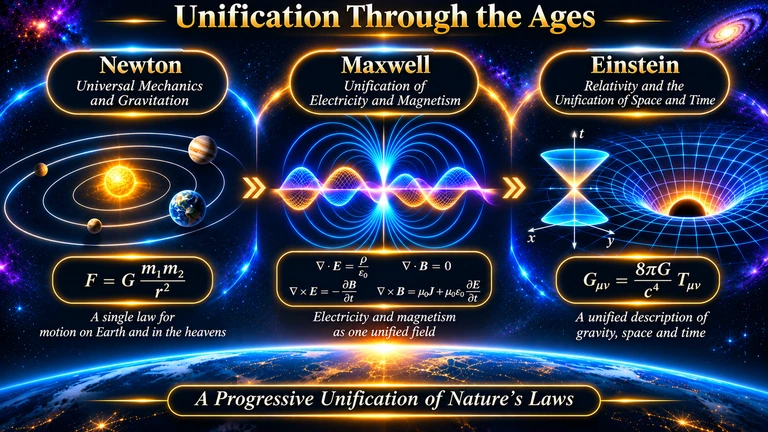 Unification Through the Ages
Newton
Universal Mechanics
and Gravitation
Maxwell
Unification of
Electricity and Magnetism
Einstein
Relativity and the
Unification of Space and Time
t
x
y
F = G m₁m₂ / r²
∇ · E = ρ / ε₀
∇ · B = 0
∇ × E = −∂B / ∂t
∇ × B = μ₀J + μ₀ε₀ ∂E / ∂t
G_μν = 8πG / c⁴ T_μν
A single law for
motion on Earth and in the heavens
Electricity and magnetism
as one unified field
A unified description of
gravity, space and time
A Progressive Unification of Nature's Laws